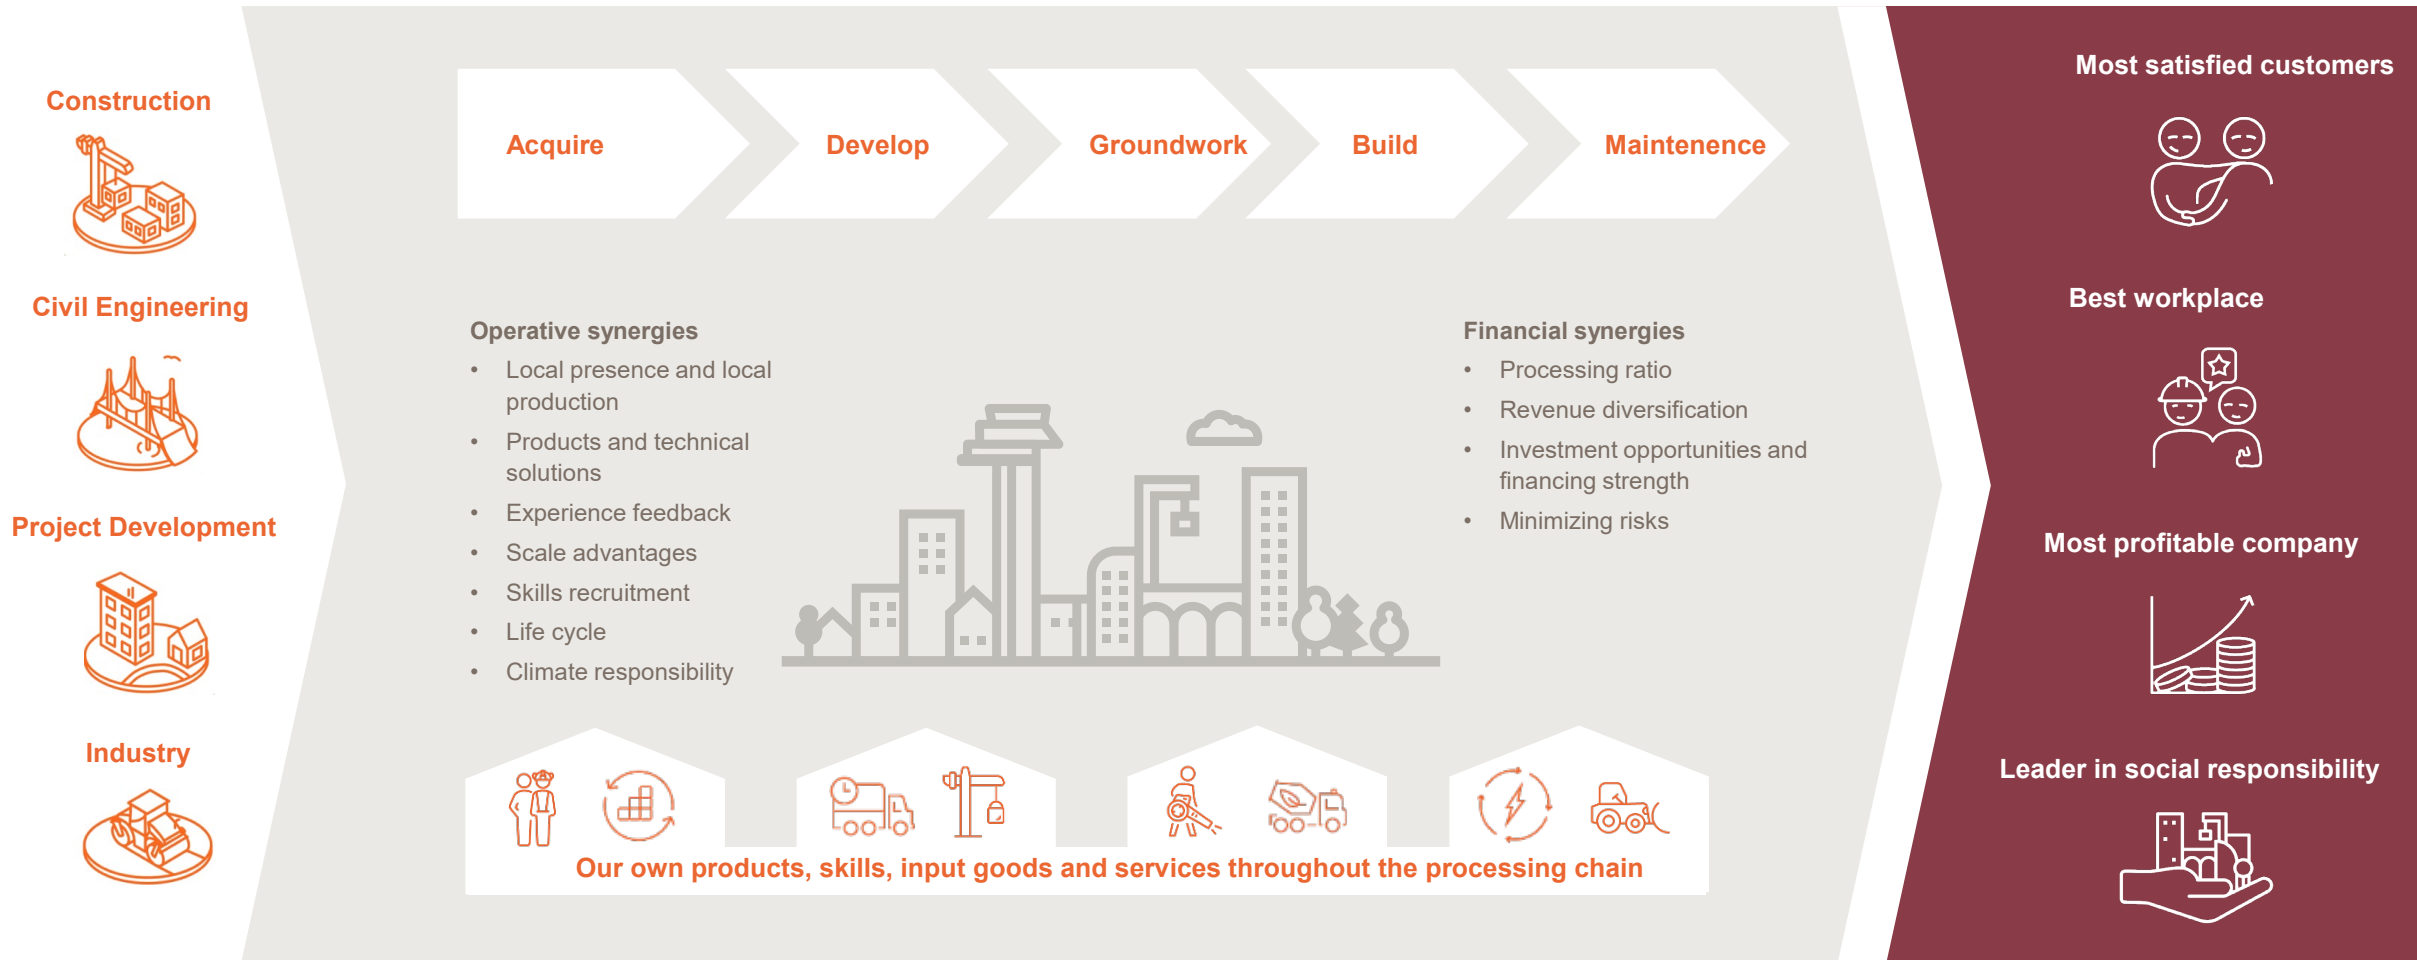 Construction
Civil Engineering
Project Development
Industry
Acquire
Develop
Groundwork
Build
Maintenence
Operative synergies
• Local presence and local
production
• Products and technical
solutions
• Experience feedback
• Scale advantages
• Skills recruitment
• Life cycle
• Climate responsibility
Financial synergies
• Processing ratio
• Revenue diversification
• Investment opportunities and
financing strength
• Minimizing risks
Our own products, skills, input goods and services throughout the processing chain
Most satisfied customers
Best workplace
Most profitable company
Leader in social responsibility